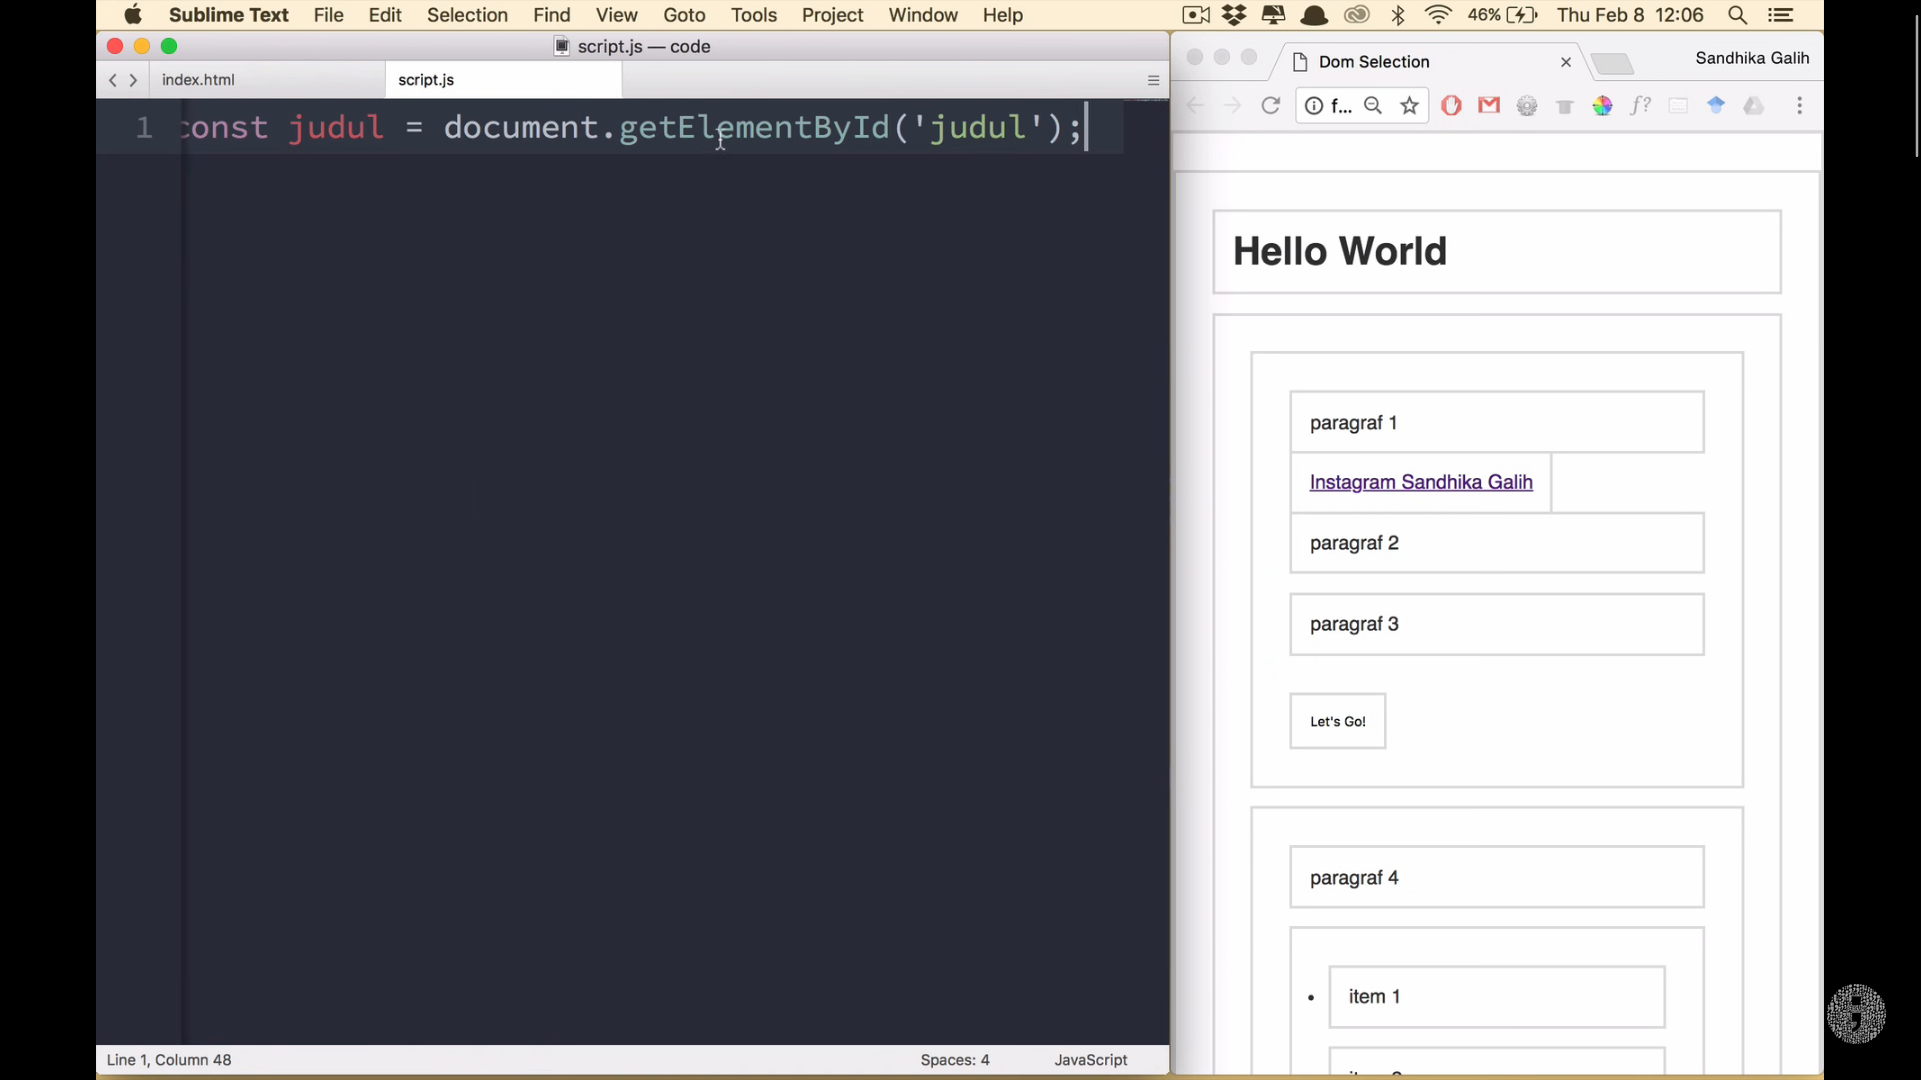 Sublime Text File Edit Selection Find View Goto Tools Project Window Help 46% Thu Feb 8 12:06
script.js — code
index.html script.js
1 const judul = document.getElementById('judul');
Line 1, Column 48 Spaces: 4 JavaScript
Dom Selection Sandhika Galih
f... f?
Hello World
paragraf 1
Instagram Sandhika Galih
paragraf 2
paragraf 3
Let's Go!
paragraf 4
item 1